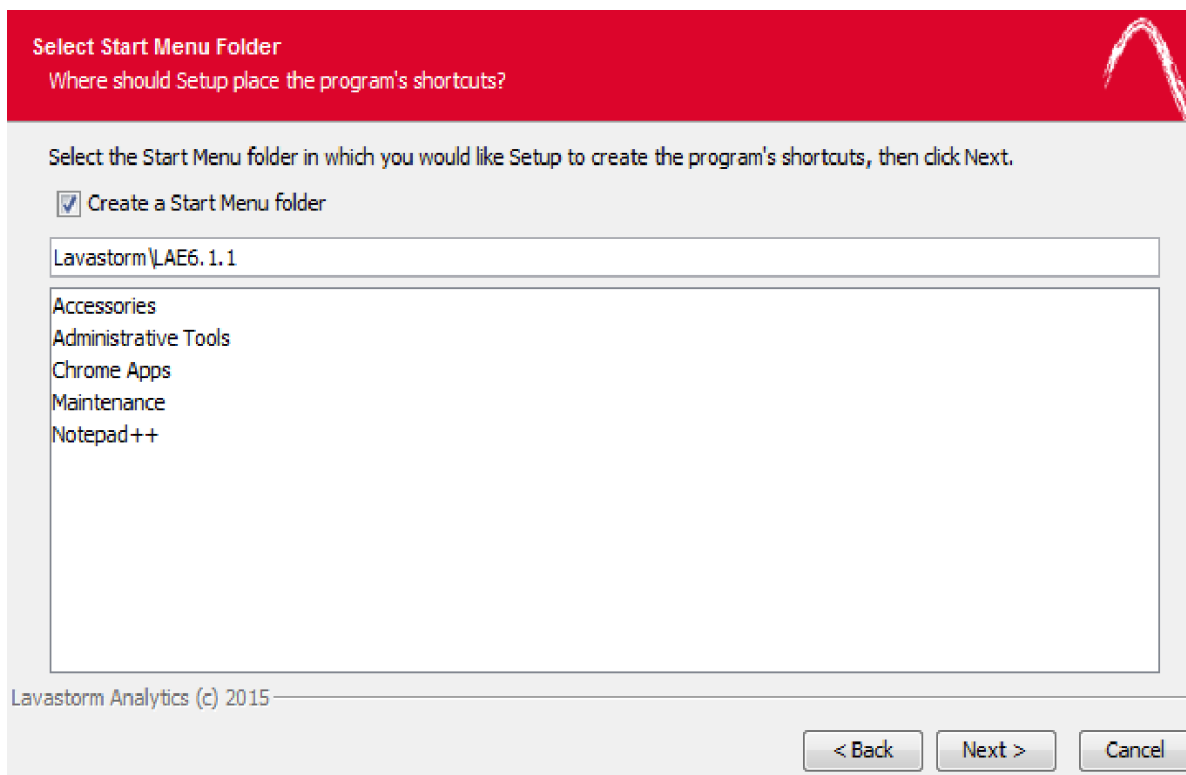 Select Start Menu Folder
Where should Setup place the program's shortcuts?
Select the Start Menu folder in which you would like Setup to create the program's shortcuts, then click Next.
Create a Start Menu folder
Lavastorm\LAE6.1.1
Accessories
Administrative Tools
Chrome Apps
Maintenance
Notepad++
Lavastorm Analytics (c) 2015
< Back Next > Cancel